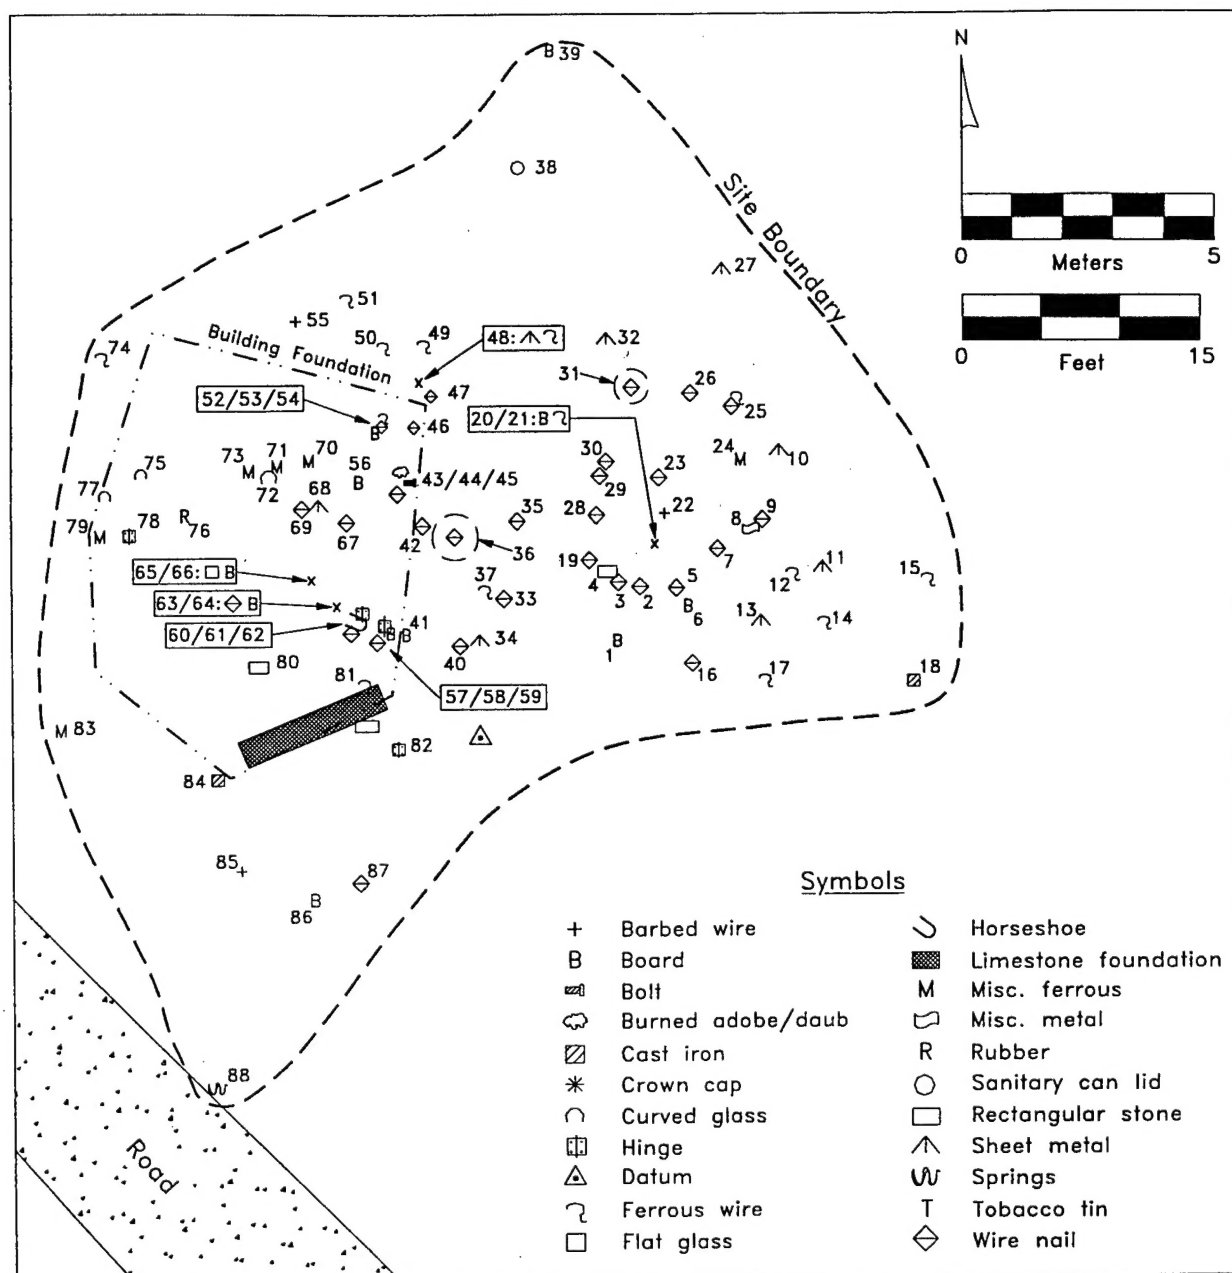 B 39
N
38
Site Boundary
27
0 5
Meters
0 15
Feet
51
55
50
49
48:
32
74
Building Foundation
31
26
47
25
52/53/54
46
20/21:B
B
73 71 70
M M M
56
B
30
23
24 M
10
75
72
68
43/44/45
29
77
69
67
35
28
22
8 9
79 M
78
R
76
42
36
7
65/66: B
19
37
33
4 3 2 5
B
6
12
11
15
63/64: B
60/61/62
41
B B
13
14
40
34
1 B
80
16
17
18
81
57/58/59
M 83
82
84
85
87
86
B
88
Road
Symbols
Barbed wire
B Board
Bolt
Burned adobe/daub
Cast iron
Crown cap
Curved glass
Hinge
Datum
Ferrous wire
Flat glass
Horseshoe
Limestone foundation
M Misc. ferrous
Misc. metal
R Rubber
Sanitary can lid
Rectangular stone
Sheet metal
Springs
T Tobacco tin
Wire nail